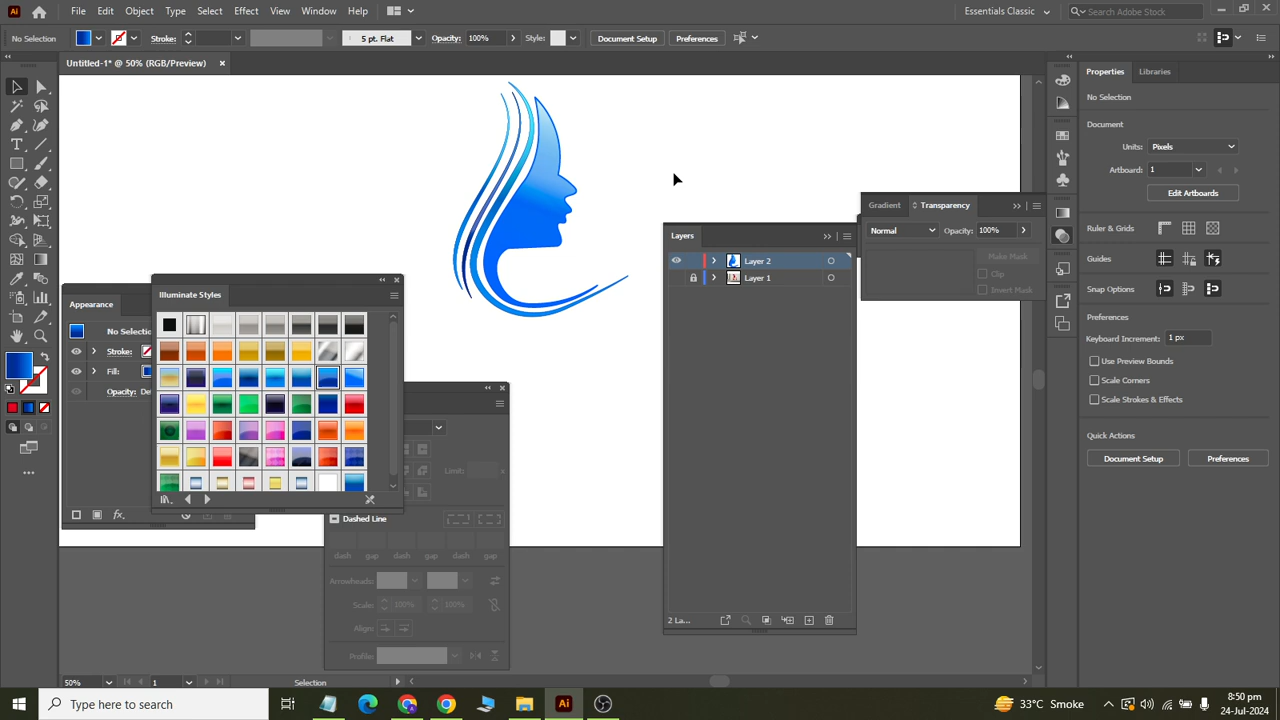 Ai File Edit Object Type Select Effect View Window Help Essentials Classic Search Adobe Stock
No Selection Stroke: 5 pt. Flat Opacity: 100% Style: Document Setup Preferences
Untitled-1* @ 50% (RGB/Preview)
Properties Libraries
No Selection
Document
Units: Pixels
Artboard: 1
Edit Artboards
Gradient Transparency
Normal Opacity: 100%
Make Mask
Clip
Invert Mask
Ruler & Grids
Guides
Snap Options
Preferences
Keyboard Increment: 1 px
Use Preview Bounds
Scale Corners
Scale Strokes & Effects
Quick Actions
Document Setup Preferences
Layers
Layer 2
Layer 1
2 La...
Illuminate Styles
Appearance
No Selection
Stroke:
Fill:
Opacity: De
fx.
Limit:
Dashed Line
dash gap dash gap dash gap
Arrowheads:
Scale: 100% 100%
Align:
Profile:
50% 1 Selection
Type here to search
Ai
33°C Smoke
8:50 pm
24-Jul-2024